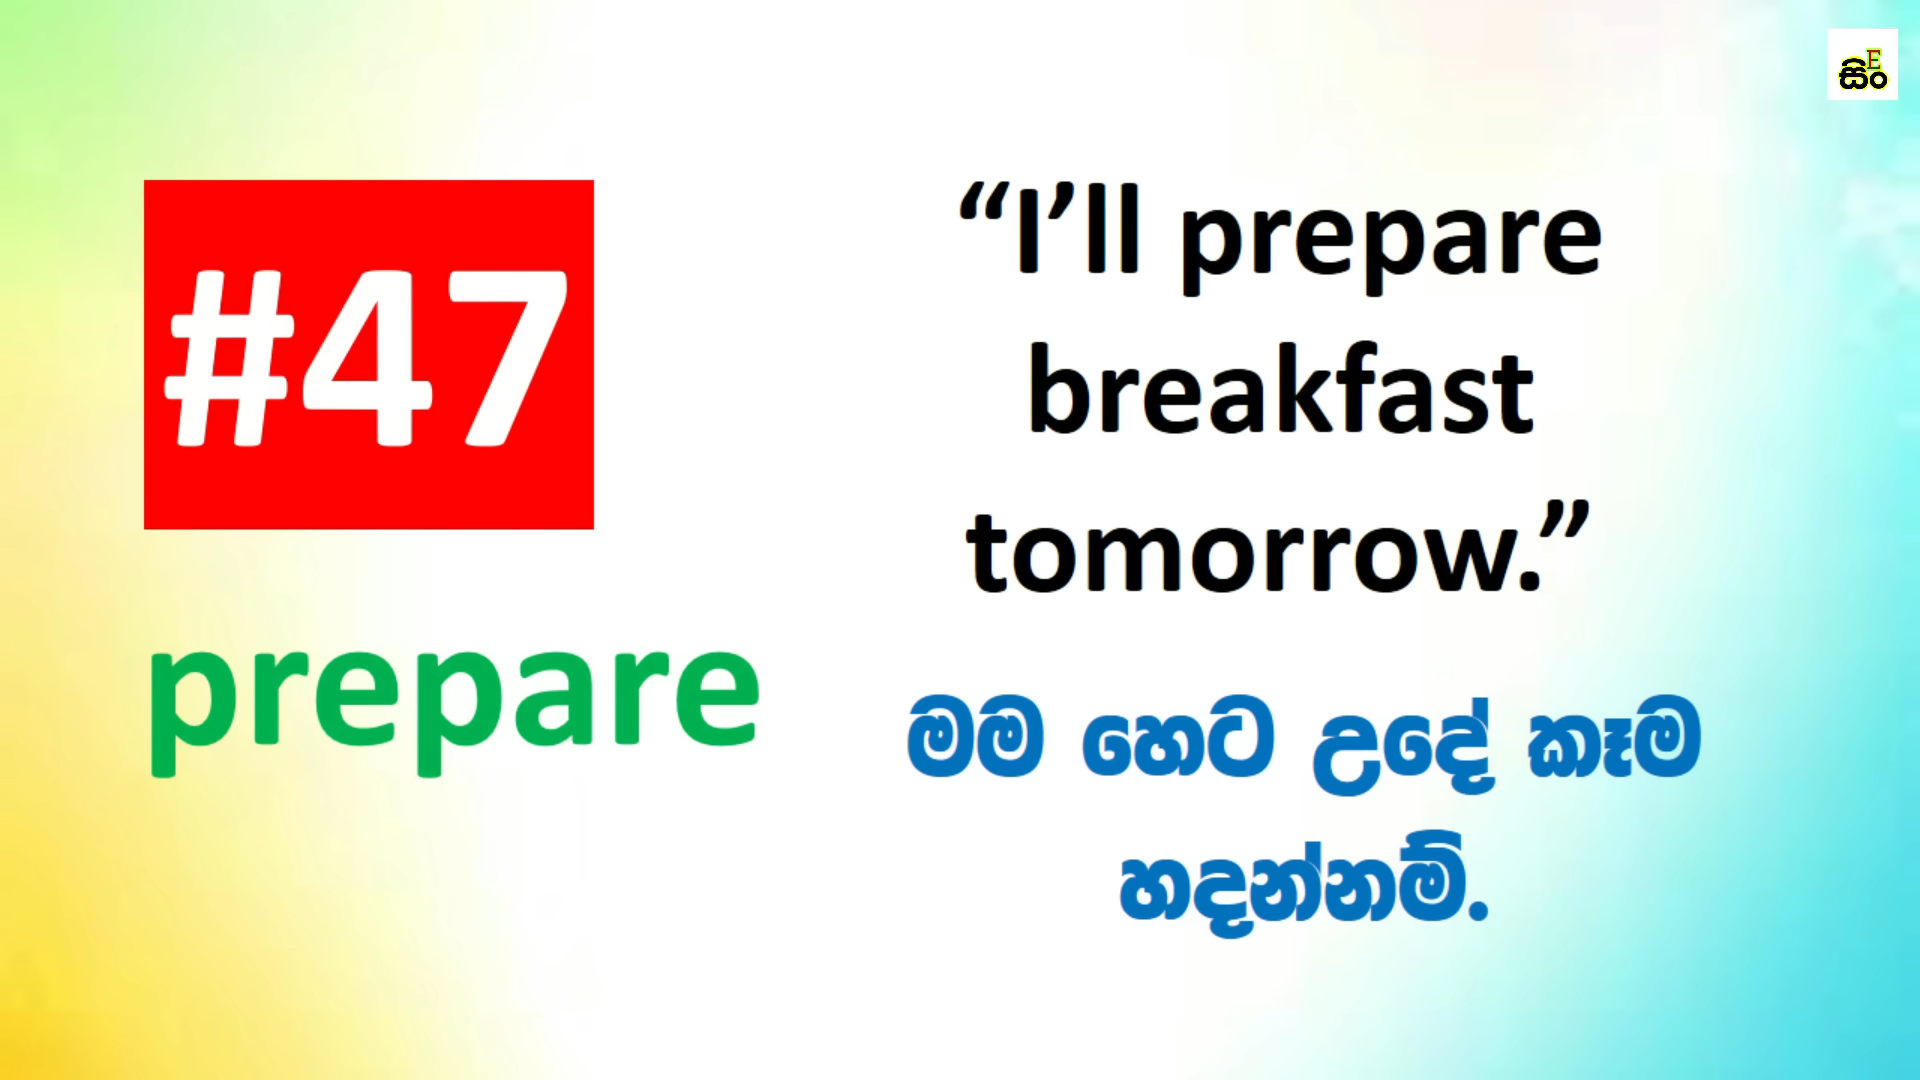 සිංE
#47
prepare
“I’ll prepare
breakfast
tomorrow.”
මම හෙට උදේ කෑම
හදන්නම්.